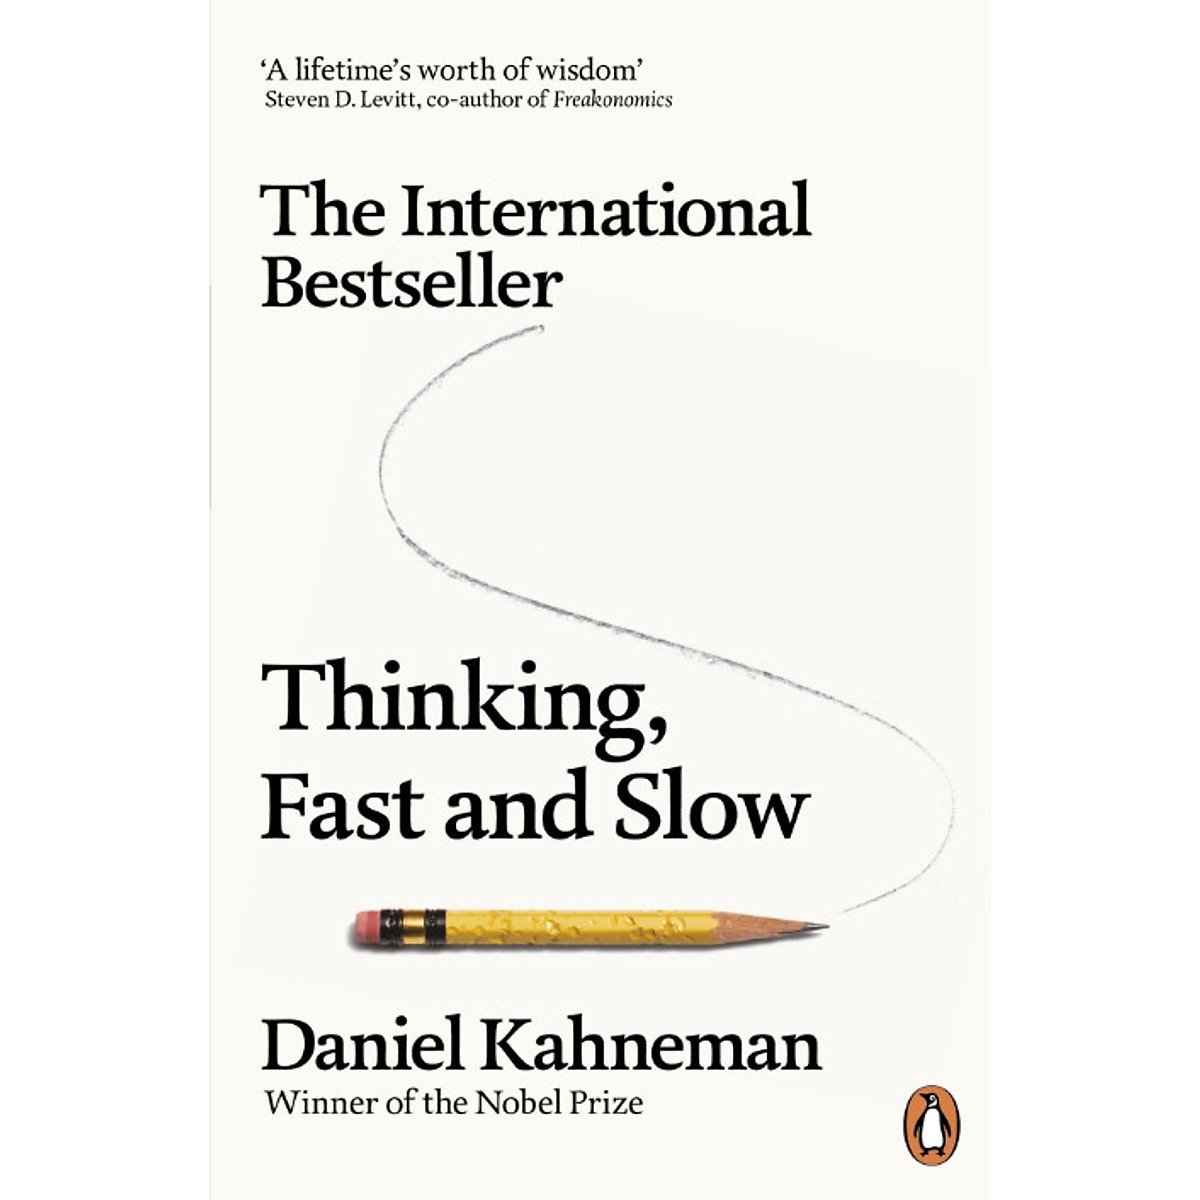 ‘A lifetime’s worth of wisdom’
Steven D. Levitt, co-author of Freakonomics
The International
Bestseller
Thinking,
Fast and Slow
Daniel Kahneman
Winner of the Nobel Prize